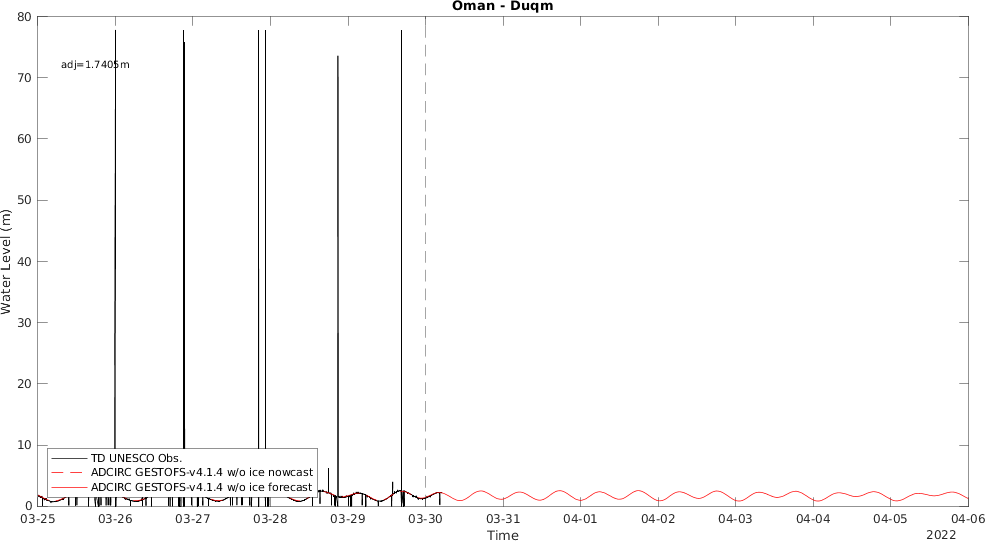 Oman - Duqm
80
70
60
50
40
30
20
10
0
Water Level (m)
adj=1.7405m
TD UNESCO Obs.
ADCIRC GESTOFS-v4.1.4 w/o ice nowcast
ADCIRC GESTOFS-v4.1.4 w/o ice forecast
03-25 03-26 03-27 03-28 03-29 03-30 03-31 04-01 04-02 04-03 04-04 04-05 04-06
Time
2022